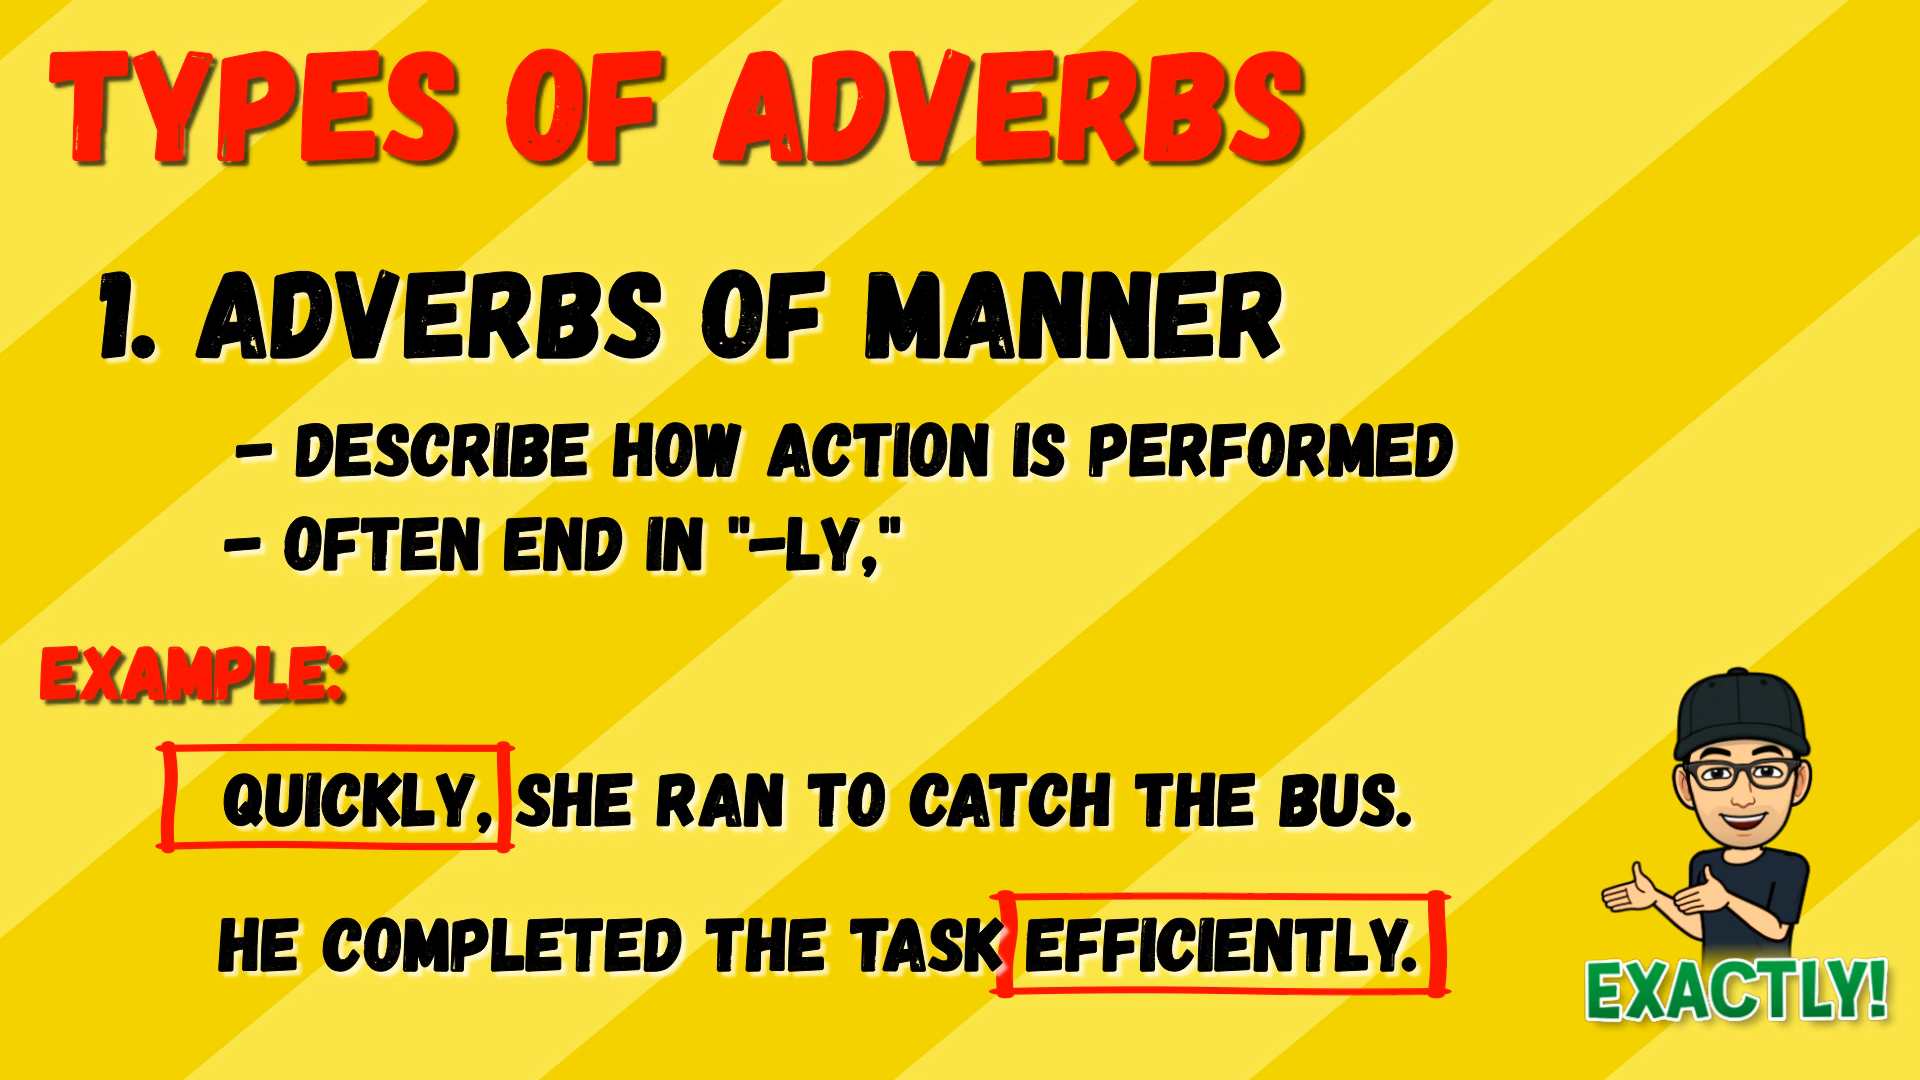 TYPES OF ADVERBS
1. ADVERBS OF MANNER
- DESCRIBE HOW ACTION IS PERFORMED
- OFTEN END IN "-LY,"
EXAMPLE:
QUICKLY, SHE RAN TO CATCH THE BUS.
HE COMPLETED THE TASK EFFICIENTLY.
EXACTLY!